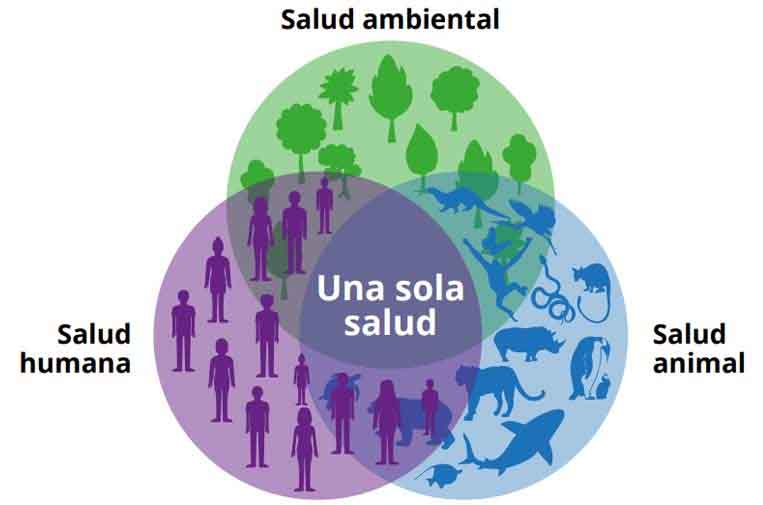 Salud ambiental
Una sola
salud
Salud
humana
Salud
animal